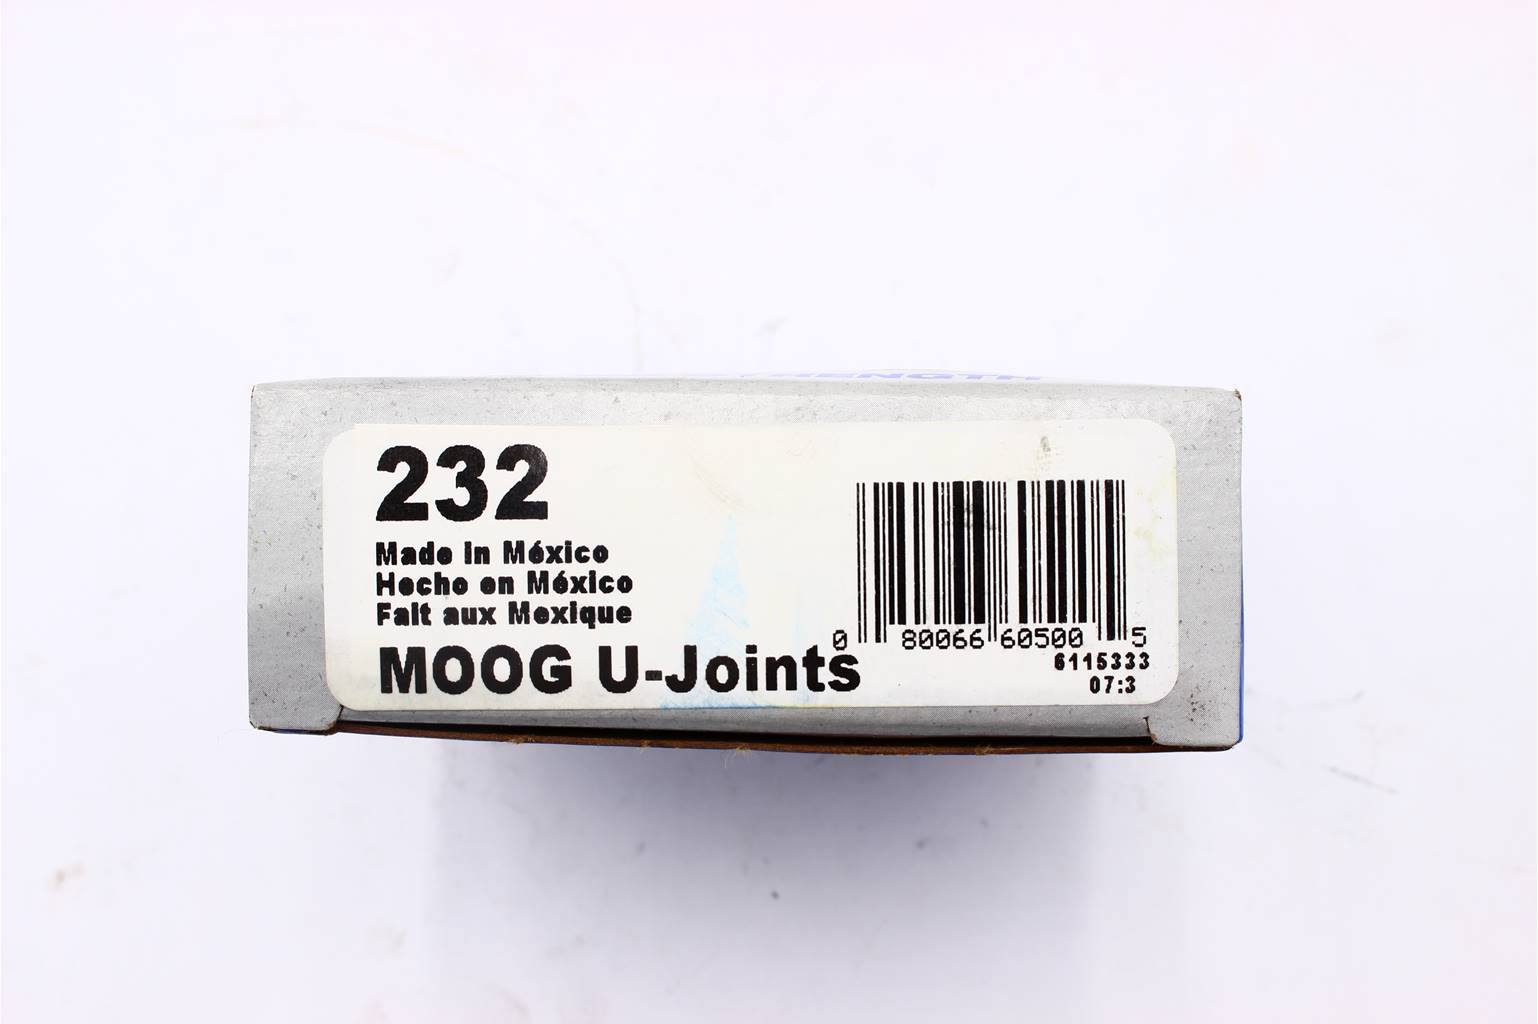 232
Made in México
Hecho en México
Fait aux Mexique
MOOG U-Joints
0 80066 60500 5
6115333
07:3